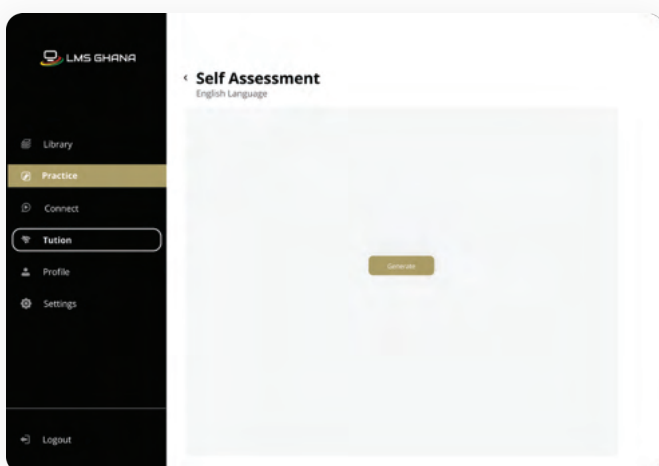 LMS GHANA
Self Assessment
English Language
Library
Practice
Connect
Tution
Profile
Settings
Generate
Logout